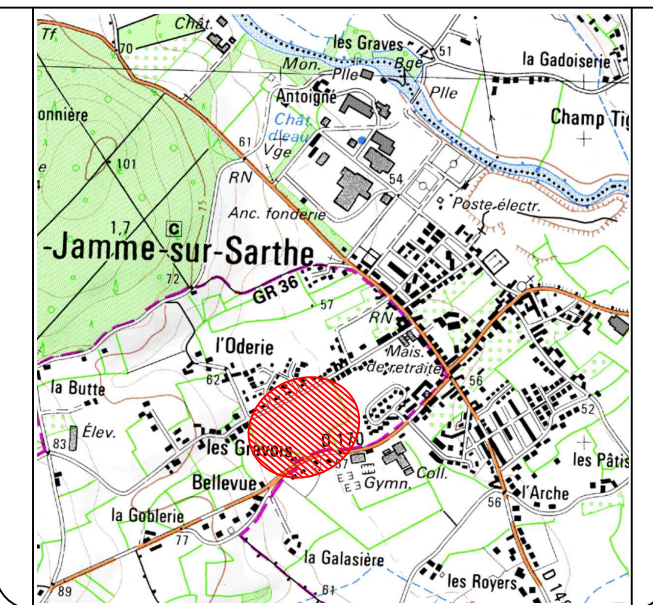 Tf
Chât.
70
les Graves
51
la Gadoiserie
Mon.
Plle
Bge
Plle
Antoigné
onnière
Chât.
d'eau
Champ Tig
61
Vge
101
RN
54
Anc. fonderie
75
Poste électr.
1,7
C
-Jamme-sur-Sarthe
72
GR 36
57
RN
l'Oderie
Mais.
de retraite
62
56
la Butte
52
Élev.
83
les Gravois
D 170
les Pâtis
Bellevue
Gymn.
Coll.
l'Arche
56
la Goblerie
77
la Galasière
les Royers
61
89